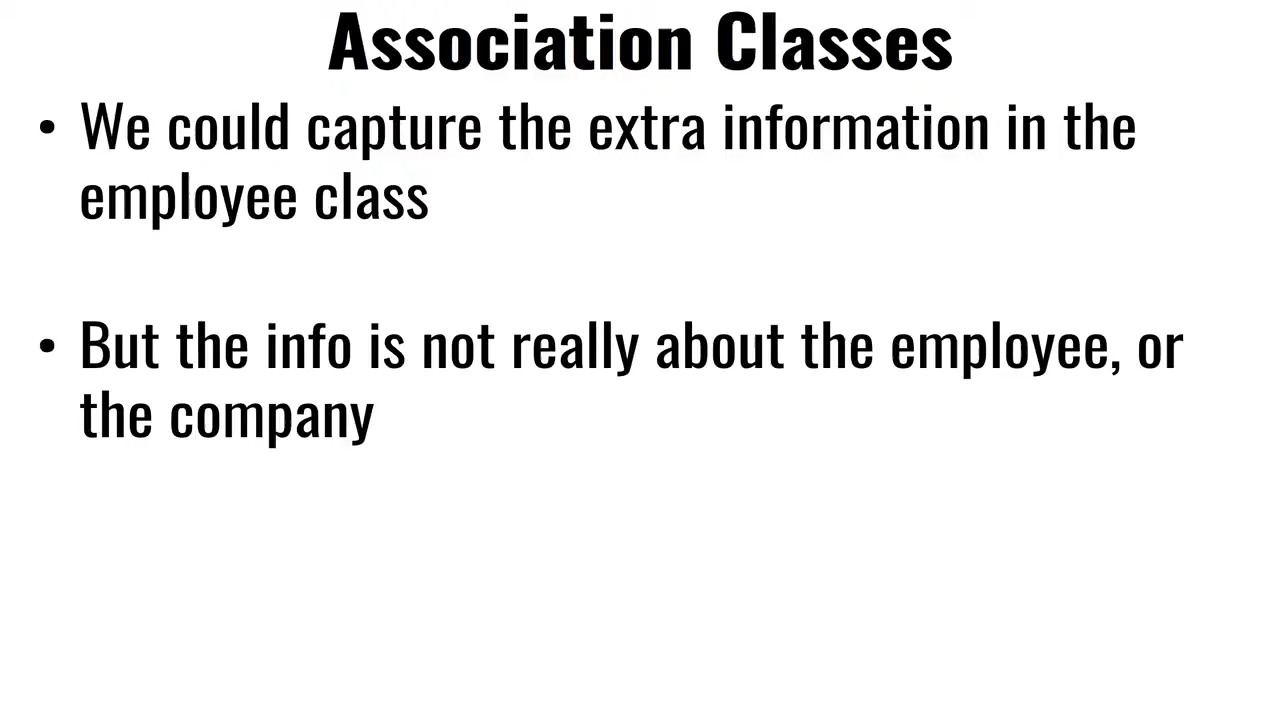 Association Classes
• We could capture the extra information in the
employee class
• But the info is not really about the employee, or
the company